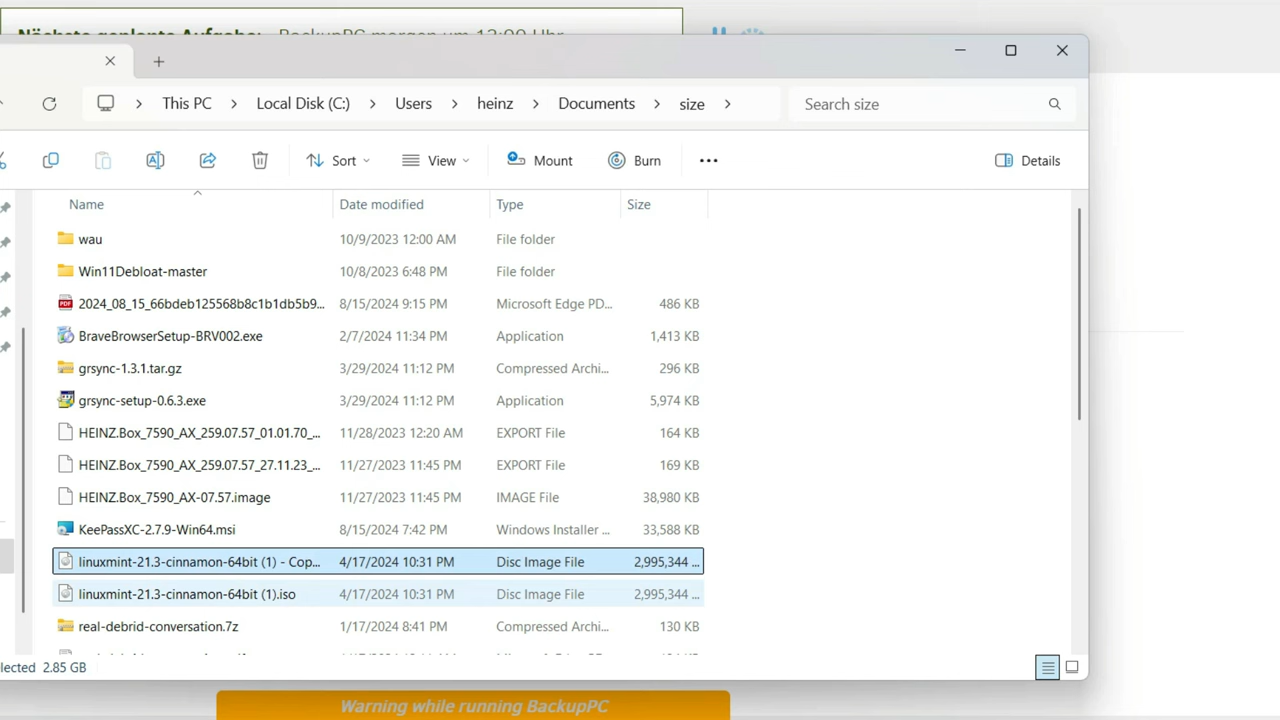 Nächste geplante Aufgabe: BackupPC morgen um 12:00 Uhr
This PC > Local Disk (C:) > Users > heinz > Documents > size >
Search size
Sort View Mount Burn ••• Details
Name Date modified Type Size
wau 10/9/2023 12:00 AM File folder
Win11Debloat-master 10/8/2023 6:48 PM File folder
2024_08_15_66bdeb125568b8c1b1db5b9... 8/15/2024 9:15 PM Microsoft Edge PD... 486 KB
BraveBrowserSetup-BRV002.exe 2/7/2024 11:34 PM Application 1,413 KB
grsync-1.3.1.tar.gz 3/29/2024 11:12 PM Compressed Archi... 296 KB
grsync-setup-0.6.3.exe 3/29/2024 11:12 PM Application 5,974 KB
HEINZ.Box_7590_AX_259.07.57_01.01.70_... 11/28/2023 12:20 AM EXPORT File 164 KB
HEINZ.Box_7590_AX_259.07.57_27.11.23_... 11/27/2023 11:45 PM EXPORT File 169 KB
HEINZ.Box_7590_AX-07.57.image 11/27/2023 11:45 PM IMAGE File 38,980 KB
KeePassXC-2.7.9-Win64.msi 8/15/2024 7:42 PM Windows Installer ... 33,588 KB
linuxmint-21.3-cinnamon-64bit (1) - Cop... 4/17/2024 10:31 PM Disc Image File 2,995,344 ...
linuxmint-21.3-cinnamon-64bit (1).iso 4/17/2024 10:31 PM Disc Image File 2,995,344 ...
real-debrid-conversation.7z 1/17/2024 8:41 PM Compressed Archi... 130 KB
lected 2.85 GB
Warning while running BackupPC